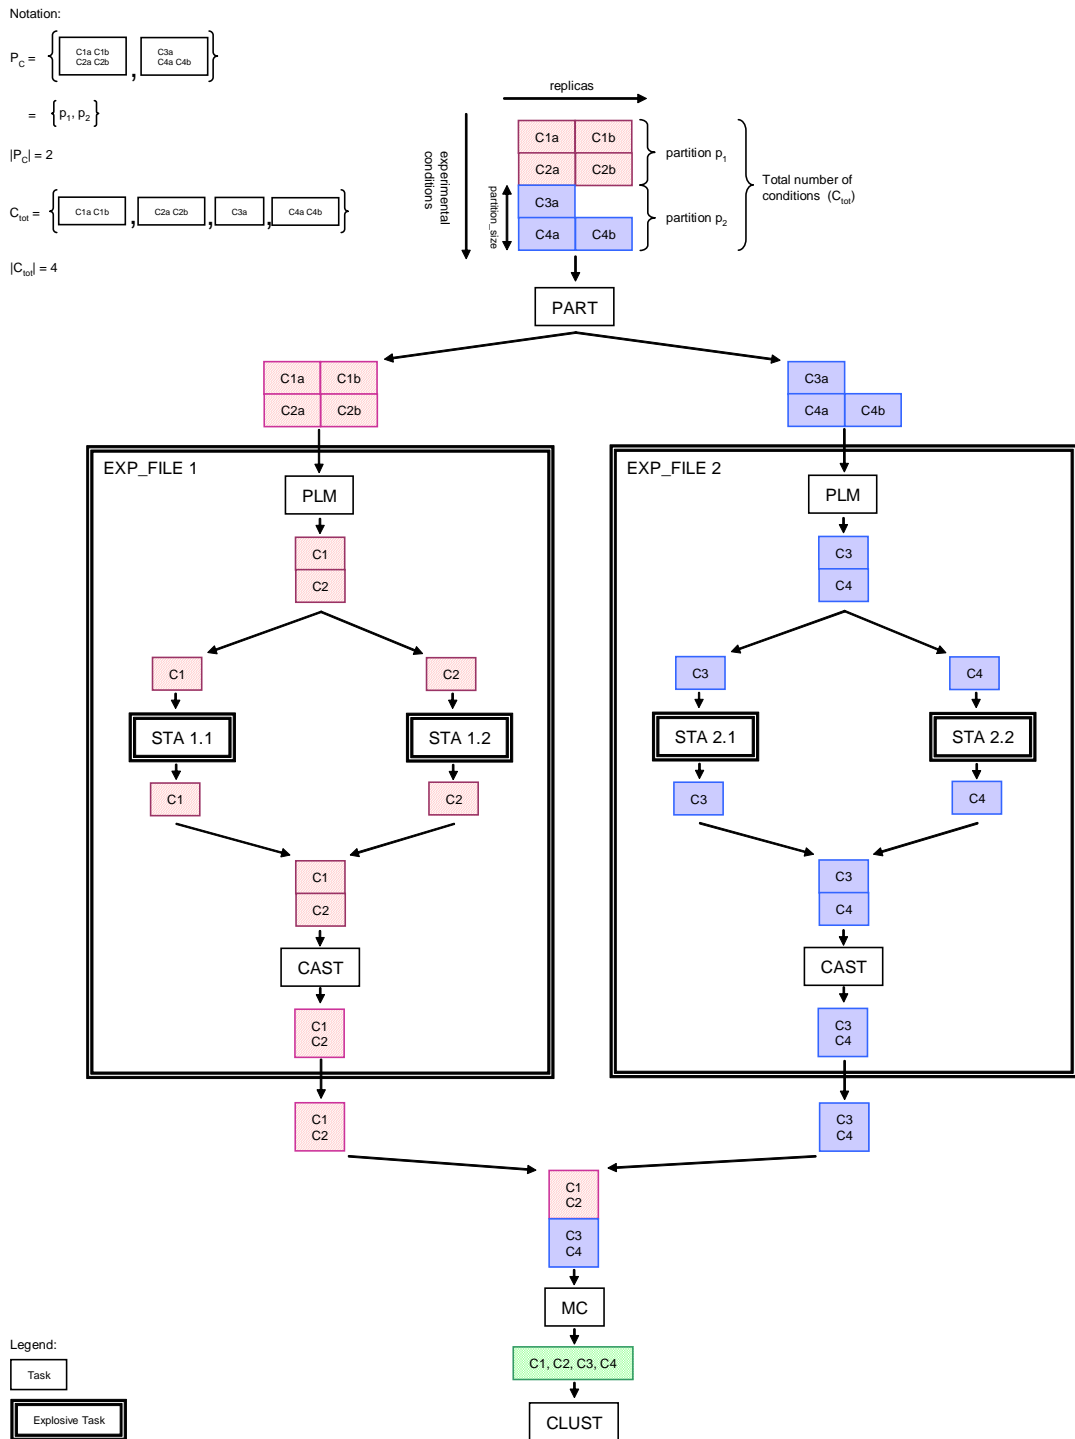 Notation:
P_C = { C1a C1b
C2a C2b , C3a
C4a C4b }
= {p_1, p_2}
|P_C| = 2
C_tot = { C1a C1b , C2a C2b , C3a , C4a C4b }
|C_tot| = 4
replicas
experimental
conditions
partition_size
C1a C1b
C2a C2b
C3a
C4a C4b
partition p_1
partition p_2
Total number of
conditions (C_tot)
PART
C1a C1b
C2a C2b
C3a
C4a C4b
EXP_FILE 1
PLM
C1
C2
C1 C2
STA 1.1 STA 1.2
C1 C2
C1
C2
CAST
C1
C2
C1
C2
EXP_FILE 2
PLM
C3
C4
C3 C4
STA 2.1 STA 2.2
C3 C4
C3
C4
CAST
C3
C4
C3
C4
C1
C2
C3
C4
MC
C1, C2, C3, C4
CLUST
Legend:
Task
Explosive Task